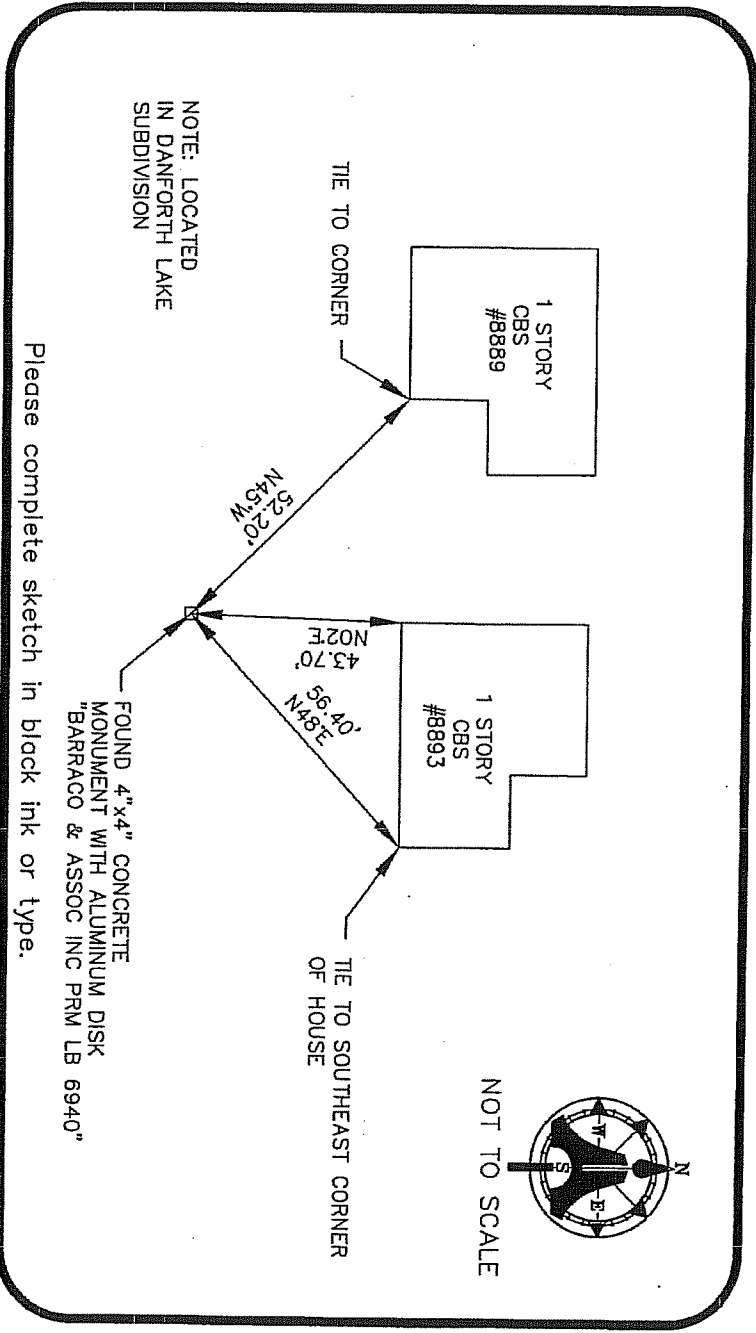 1 STORY
CBS
#8889
1 STORY
CBS
#8893
N
W
E
S
NOT TO SCALE
TIE TO CORNER
52.20'
N45°W
43.70'
N02°E
56.40'
N48°E
TIE TO SOUTHEAST CORNER
OF HOUSE
NOTE: LOCATED
IN DANFORTH LAKE
SUBDIVISION
FOUND 4"x4" CONCRETE
MONUMENT WITH ALUMINUM DISK
"BARRACO & ASSOC INC PRM LB 6940"
Please complete sketch in black ink or type.